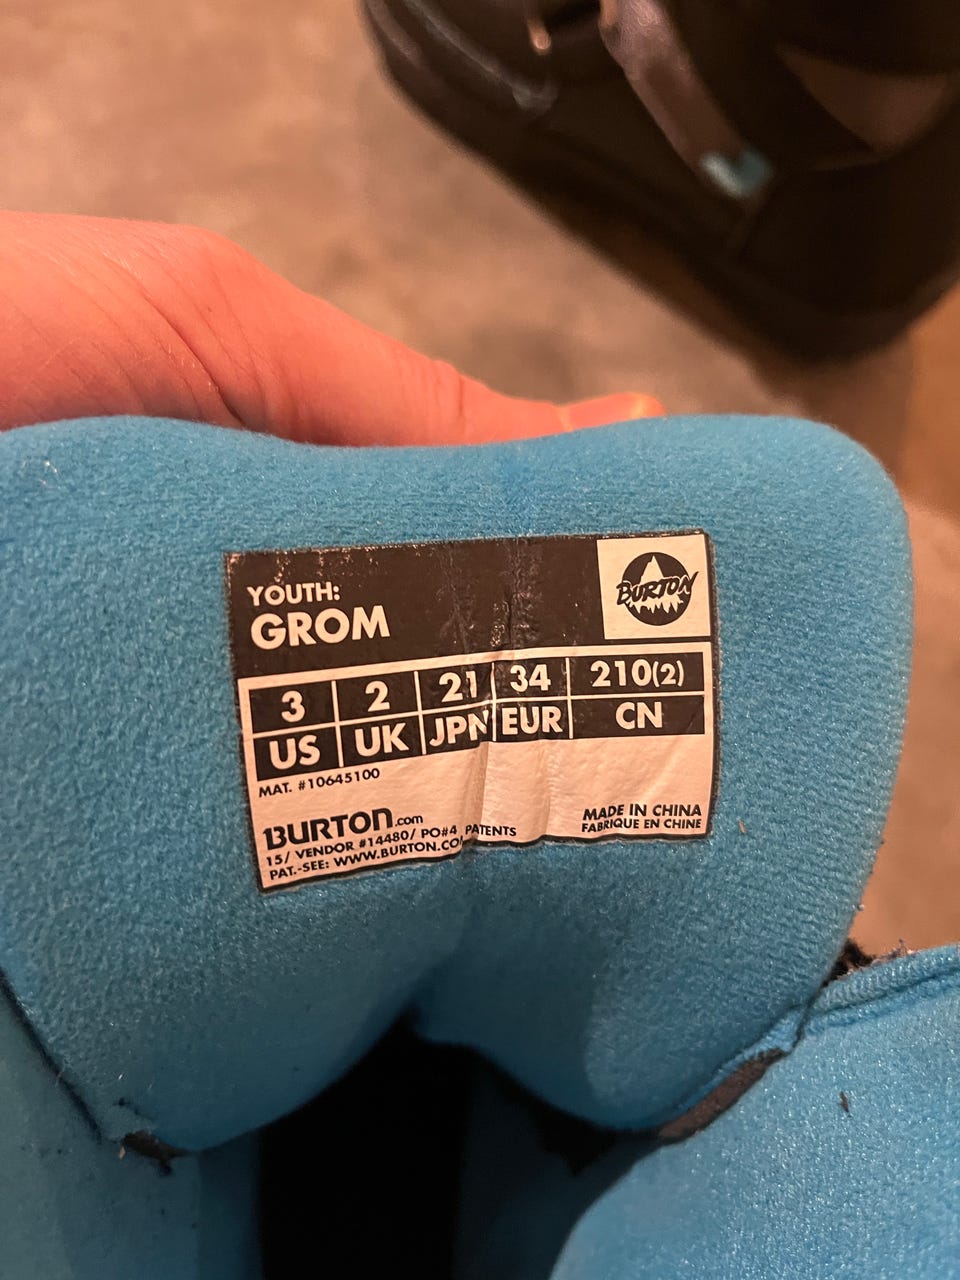 YOUTH:
GROM
BURTON
3 2 21 34 210(2)
US UK JPN EUR CN
MAT. #10645100
BURTON.com
15/ VENDOR #14480/ PO#4 PATENTS
PAT.-SEE: WWW.BURTON.CO
MADE IN CHINA
FABRIQUE EN CHINE